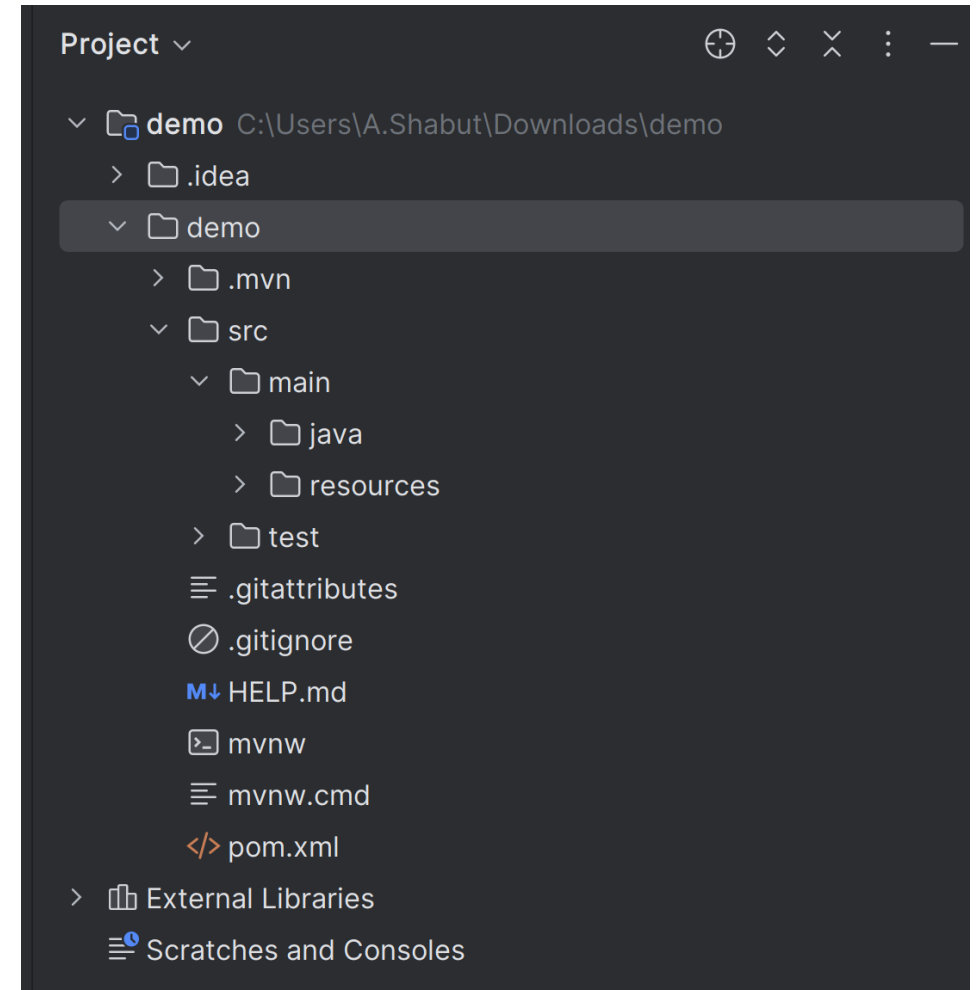 Project
demo C:\Users\A.Shabut\Downloads\demo
.idea
demo
.mvn
src
main
java
resources
test
.gitattributes
.gitignore
M↓ HELP.md
mvnw
mvnw.cmd
</> pom.xml
External Libraries
Scratches and Consoles